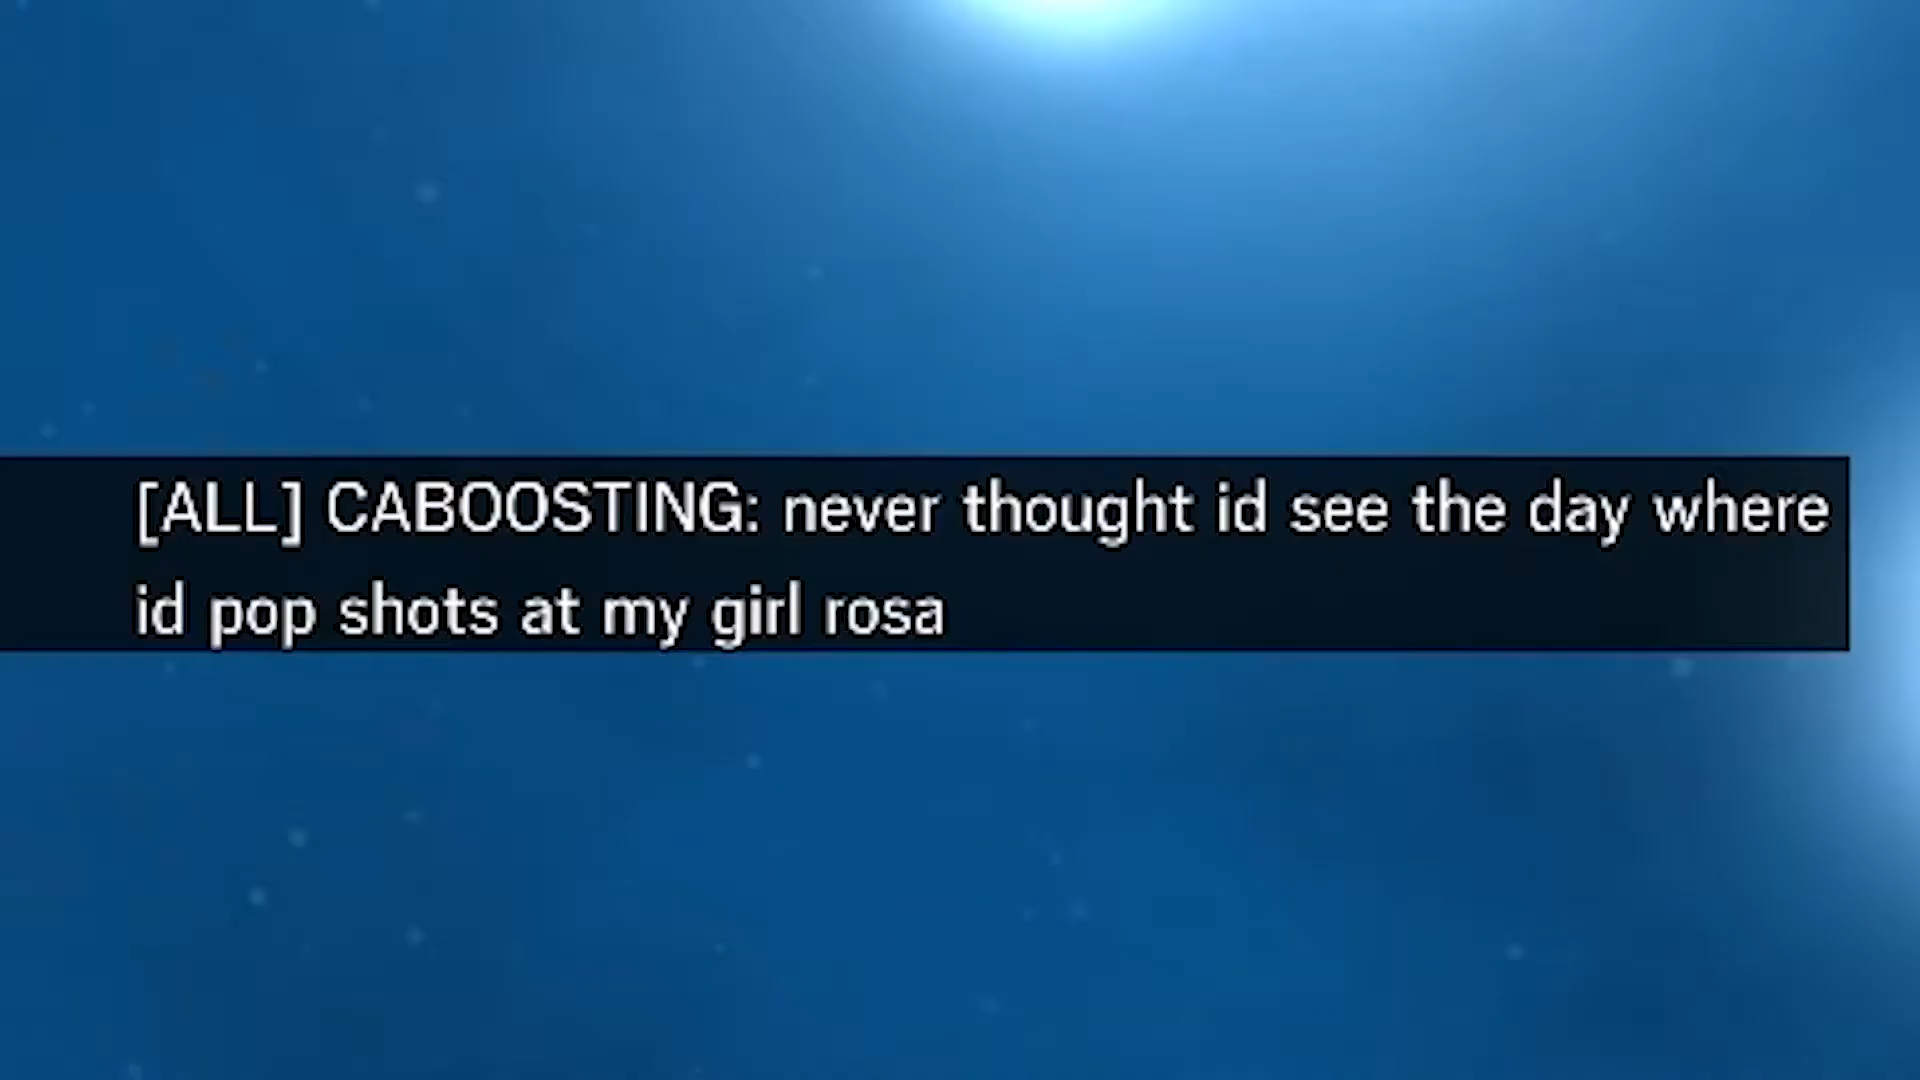 [ALL] CABOOSTING: never thought id see the day where
id pop shots at my girl rosa